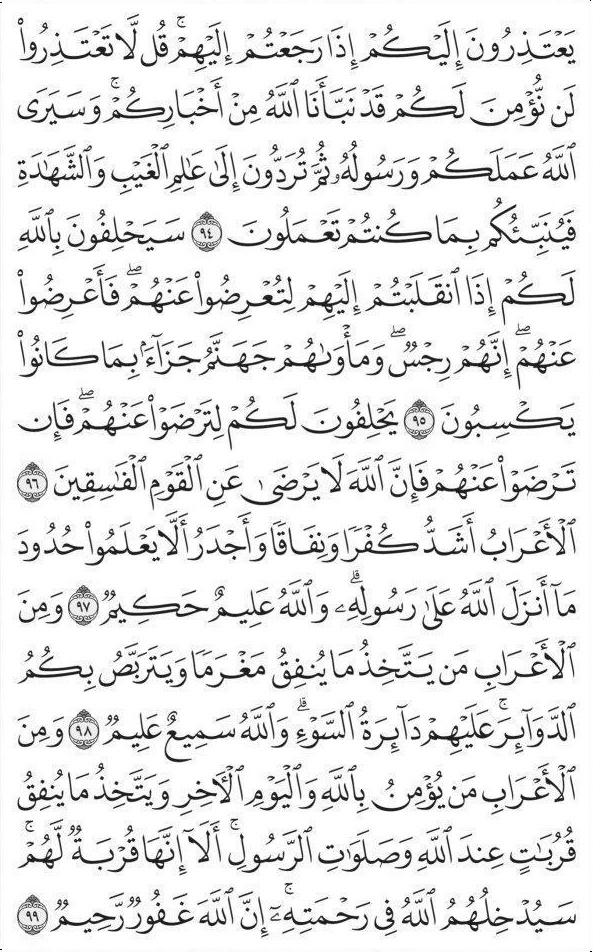 يَعْتَذِرُونَ إِلَيْكُمْ إِذَا رَجَعْتُمْ إِلَيْهِمْۚ قُل لَّا تَعْتَذِرُواْ
لَن نُّؤْمِنَ لَكُمْ قَدْ نَبَّأَنَا ٱللَّهُ مِنْ أَخْبَارِكُمْۚ وَسَيَرَى
ٱللَّهُ عَمَلَكُمْ وَرَسُولُهُۥ ثُمَّ تُرَدُّونَ إِلَىٰ عَٰلِمِ ٱلْغَيْبِ وَٱلشَّهَٰدَةِ
فَيُنَبِّئُكُم بِمَا كُنتُمْ تَعْمَلُونَ ٩٤ سَيَحْلِفُونَ بِٱللَّهِ
لَكُمْ إِذَا ٱنقَلَبْتُمْ إِلَيْهِمْ لِتُعْرِضُواْ عَنْهُمْۖ فَأَعْرِضُواْ
عَنْهُمْۖ إِنَّهُمْ رِجْسٌۖ وَمَأْوَىٰهُمْ جَهَنَّمُ جَزَآءَۢ بِمَا كَانُواْ
يَكْسِبُونَ ٩٥ يَحْلِفُونَ لَكُمْ لِتَرْضَوْاْ عَنْهُمْۖ فَإِن
تَرْضَوْاْ عَنْهُمْ فَإِنَّ ٱللَّهَ لَا يَرْضَىٰ عَنِ ٱلْقَوْمِ ٱلْفَٰسِقِينَ ٩٦
ٱلْأَعْرَابُ أَشَدُّ كُفْرًا وَنِفَاقًا وَأَجْدَرُ أَلَّا يَعْلَمُواْ حُدُودَ
مَآ أَنزَلَ ٱللَّهُ عَلَىٰ رَسُولِهِۦۗ وَٱللَّهُ عَلِيمٌ حَكِيمٌ ٩٧ وَمِنَ
ٱلْأَعْرَابِ مَن يَتَّخِذُ مَا يُنفِقُ مَغْرَمًا وَيَتَرَبَّصُ بِكُمُ
ٱلدَّوَآئِرَۚ عَلَيْهِمْ دَآئِرَةُ ٱلسَّوْءِۗ وَٱللَّهُ سَمِيعٌ عَلِيمٌ ٩٨ وَمِنَ
ٱلْأَعْرَابِ مَن يُؤْمِنُ بِٱللَّهِ وَٱلْيَوْمِ ٱلْأٓخِرِ وَيَتَّخِذُ مَا يُنفِقُ
قُرُبَٰتٍ عِندَ ٱللَّهِ وَصَلَوَٰتِ ٱلرَّسُولِۚ أَلَآ إِنَّهَا قُرْبَةٌ لَّهُمْۚ
سَيُدْخِلُهُمُ ٱللَّهُ فِي رَحْمَتِهِۦٓۚ إِنَّ ٱللَّهَ غَفُورٌ رَّحِيمٌ ٩٩